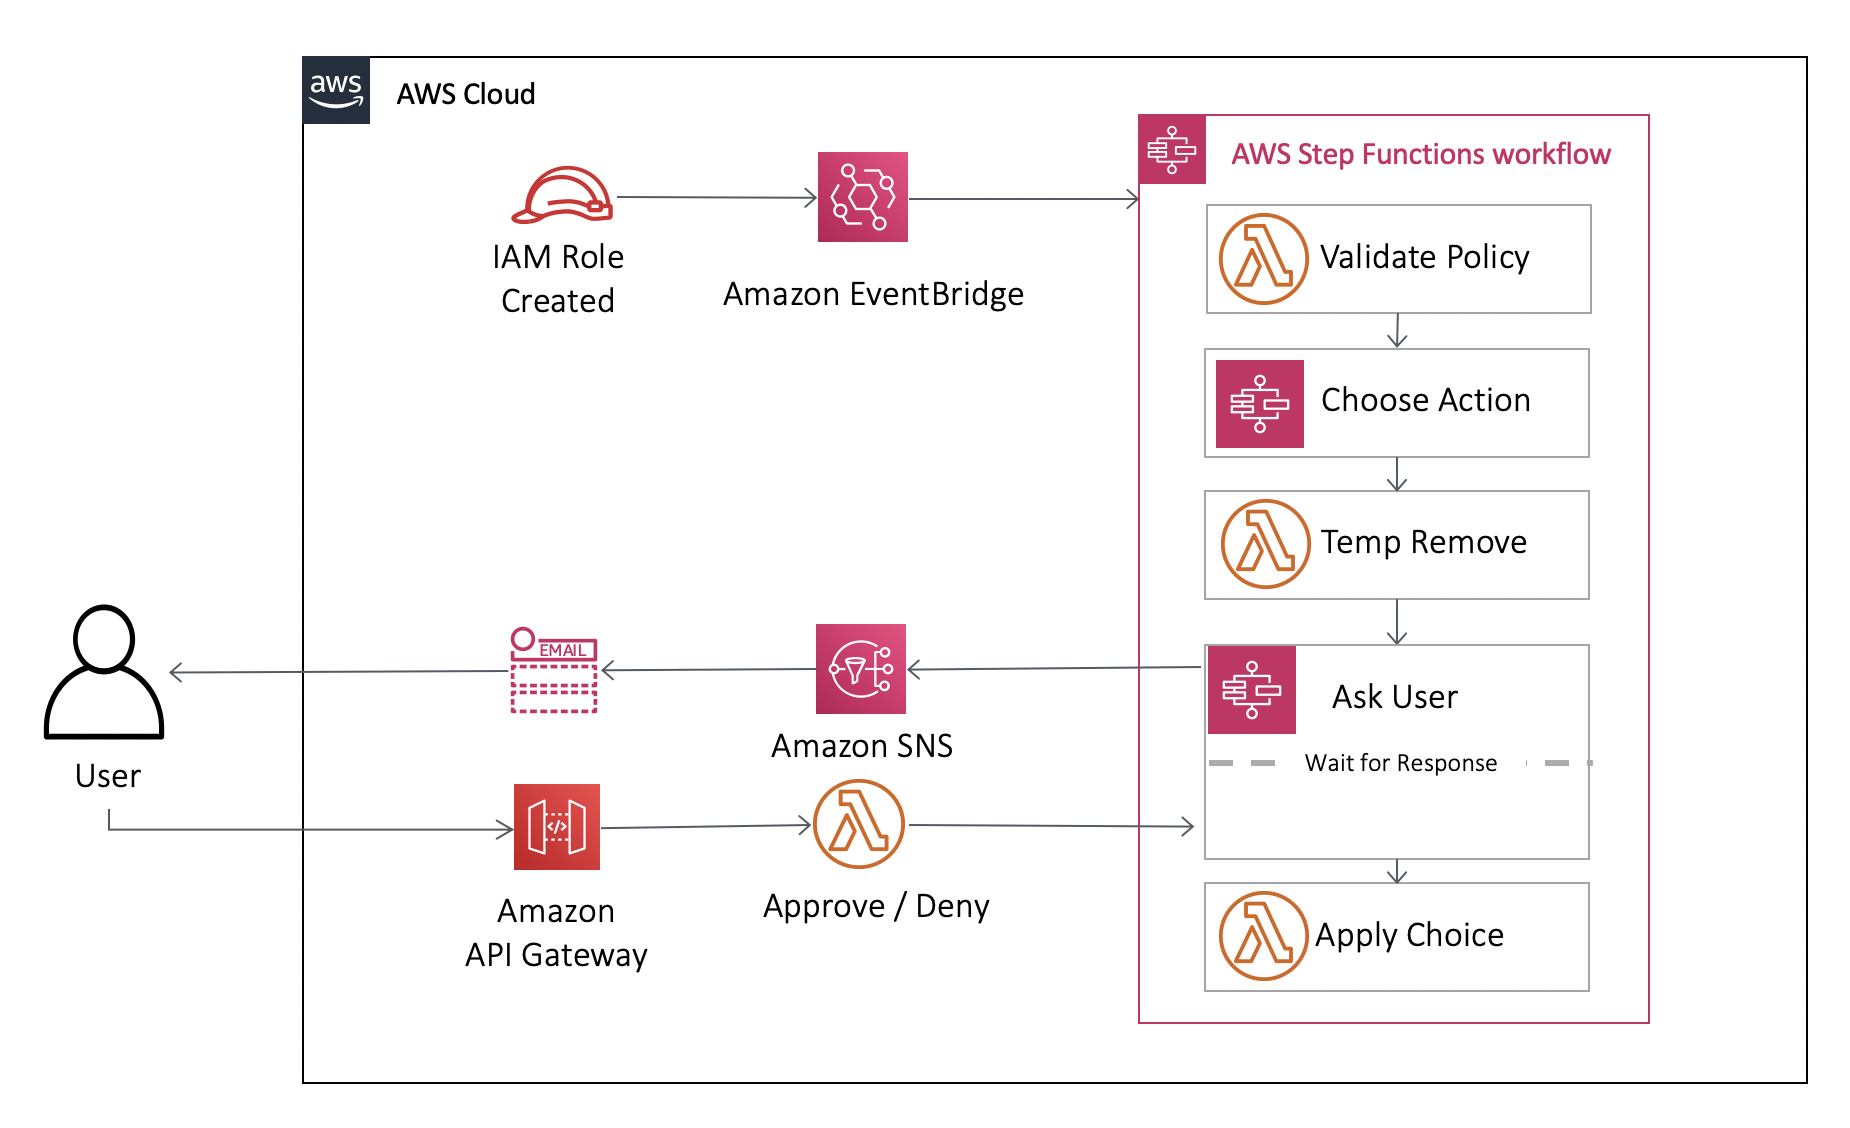 aws
AWS Cloud
AWS Step Functions workflow
IAM Role
Created
Amazon EventBridge
Validate Policy
Choose Action
Temp Remove
EMAIL
Amazon SNS
Ask User
Wait for Response
User
</>
Amazon
API Gateway
Approve / Deny
Apply Choice